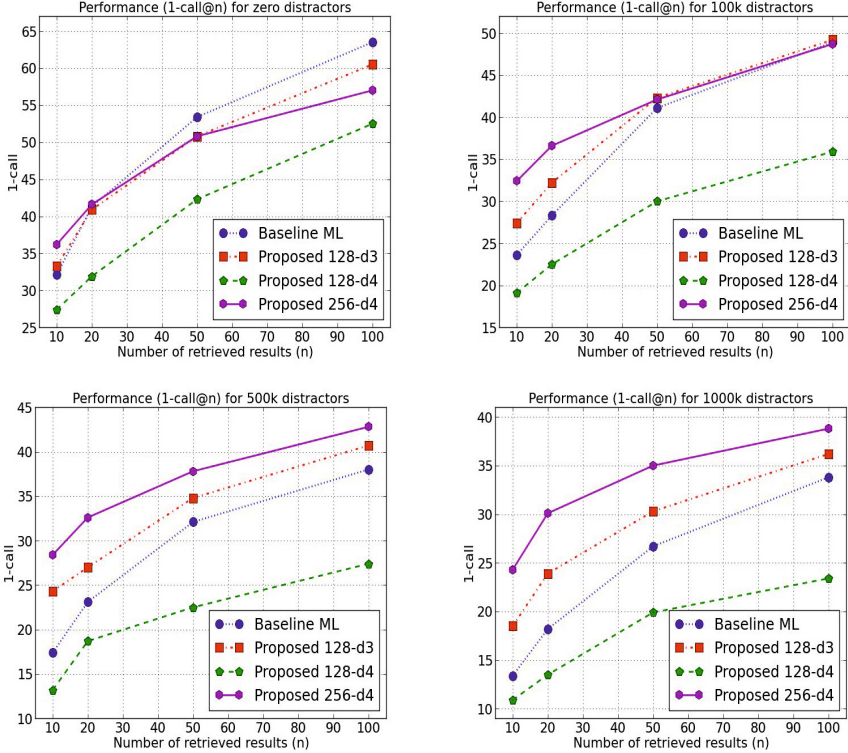 Performance (1-call@n) for zero distractors
65
60
55
50
45
40
35
30
25
1-call
Baseline ML
Proposed 128-d3
Proposed 128-d4
Proposed 256-d4
10 20 30 40 50 60 70 80 90 100
Number of retrieved results (n)
Performance (1-call@n) for 100k distractors
50
45
40
35
30
25
20
15
1-call
Baseline ML
Proposed 128-d3
Proposed 128-d4
Proposed 256-d4
10 20 30 40 50 60 70 80 90 100
Number of retrieved results (n)
Performance (1-call@n) for 500k distractors
45
40
35
30
25
20
15
10
1-call
Baseline ML
Proposed 128-d3
Proposed 128-d4
Proposed 256-d4
10 20 30 40 50 60 70 80 90 100
Number of retrieved results (n)
Performance (1-call@n) for 1000k distractors
40
35
30
25
20
15
10
1-call
Baseline ML
Proposed 128-d3
Proposed 128-d4
Proposed 256-d4
10 20 30 40 50 60 70 80 90 100
Number of retrieved results (n)